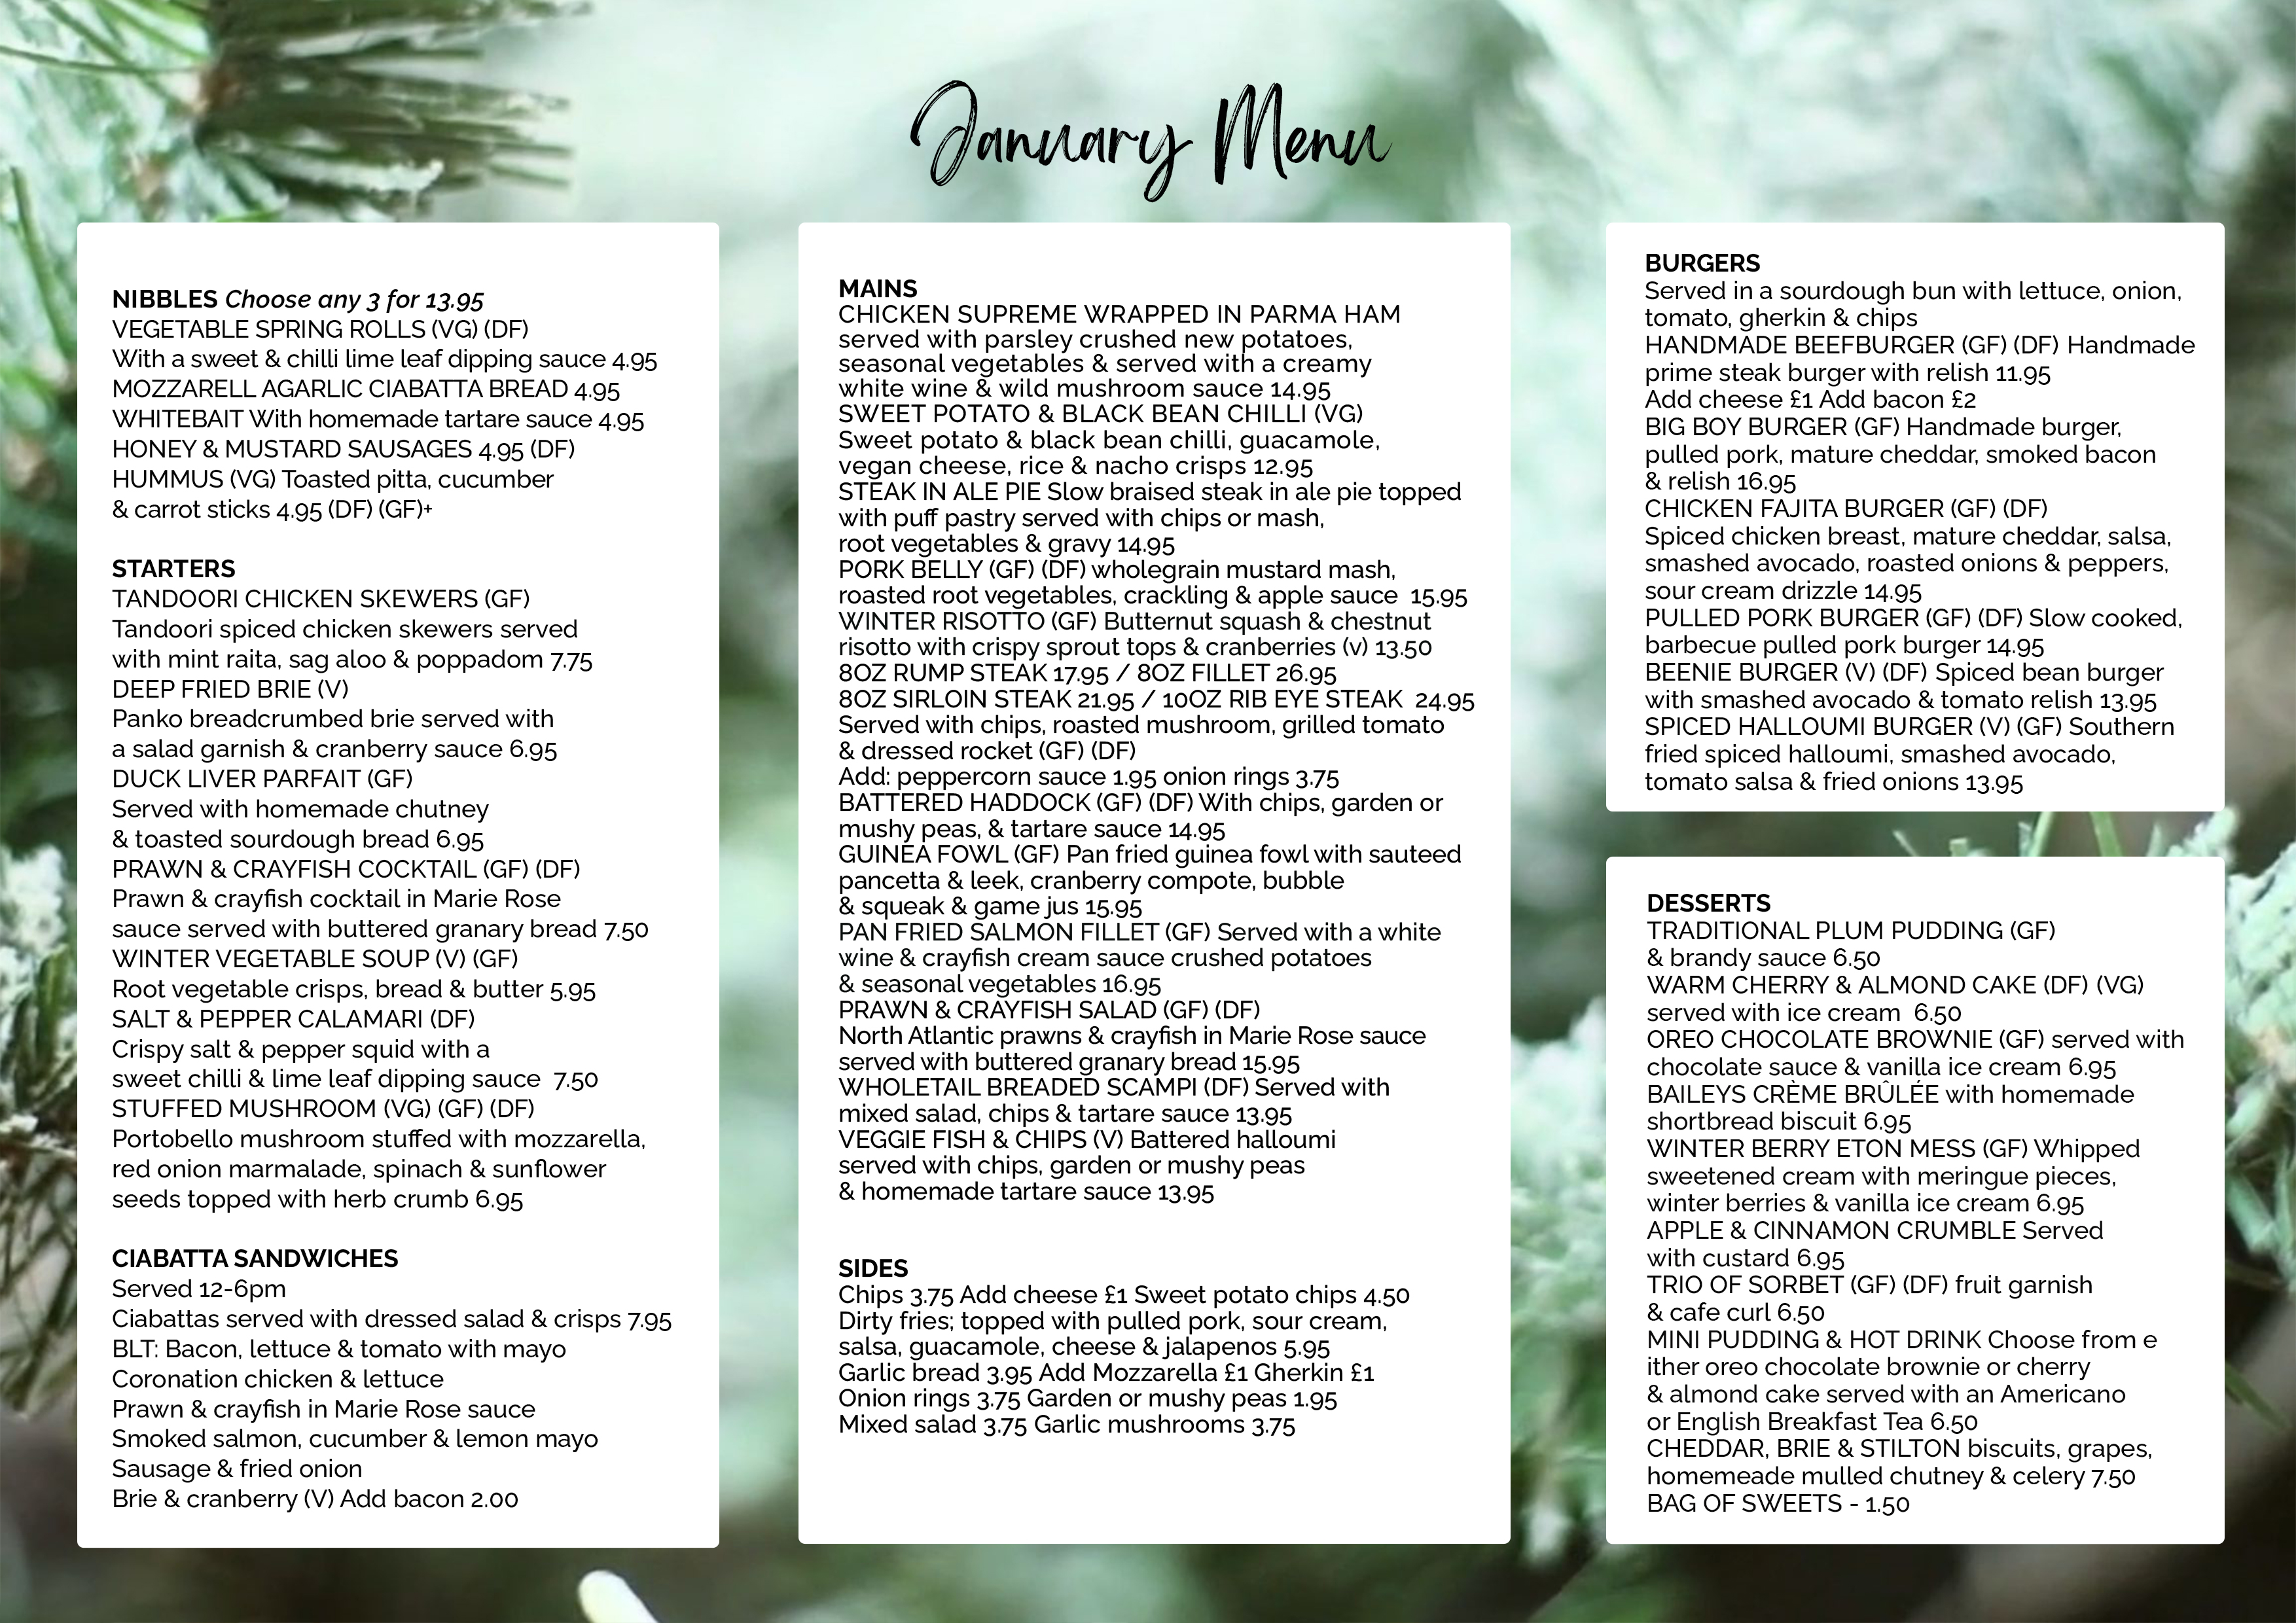 January Menu
NIBBLES Choose any 3 for 13.95
VEGETABLE SPRING ROLLS (VG) (DF)
With a sweet & chilli lime leaf dipping sauce 4.95
MOZZARELL AGARLIC CIABATTA BREAD 4.95
WHITEBAIT With homemade tartare sauce 4.95
HONEY & MUSTARD SAUSAGES 4.95 (DF)
HUMMUS (VG) Toasted pitta, cucumber
& carrot sticks 4.95 (DF) (GF)+
STARTERS
TANDOORI CHICKEN SKEWERS (GF)
Tandoori spiced chicken skewers served
with mint raita, sag aloo & poppadom 7.75
DEEP FRIED BRIE (V)
Panko breadcrumbed brie served with
a salad garnish & cranberry sauce 6.95
DUCK LIVER PARFAIT (GF)
Served with homemade chutney
& toasted sourdough bread 6.95
PRAWN & CRAYFISH COCKTAIL (GF) (DF)
Prawn & crayfish cocktail in Marie Rose
sauce served with buttered granary bread 7.50
WINTER VEGETABLE SOUP (V) (GF)
Root vegetable crisps, bread & butter 5.95
SALT & PEPPER CALAMARI (DF)
Crispy salt & pepper squid with a
sweet chilli & lime leaf dipping sauce 7.50
STUFFED MUSHROOM (VG) (GF) (DF)
Portobello mushroom stuffed with mozzarella,
red onion marmalade, spinach & sunflower
seeds topped with herb crumb 6.95
CIABATTA SANDWICHES
Served 12-6pm
Ciabattas served with dressed salad & crisps 7.95
BLT: Bacon, lettuce & tomato with mayo
Coronation chicken & lettuce
Prawn & crayfish in Marie Rose sauce
Smoked salmon, cucumber & lemon mayo
Sausage & fried onion
Brie & cranberry (V) Add bacon 2.00
MAINS
CHICKEN SUPREME WRAPPED IN PARMA HAM
served with parsley crushed new potatoes,
seasonal vegetables & served with a creamy
white wine & wild mushroom sauce 14.95
SWEET POTATO & BLACK BEAN CHILLI (VG)
Sweet potato & black bean chilli, guacamole,
vegan cheese, rice & nacho crisps 12.95
STEAK IN ALE PIE Slow braised steak in ale pie topped
with puff pastry served with chips or mash,
root vegetables & gravy 14.95
PORK BELLY (GF) (DF) wholegrain mustard mash,
roasted root vegetables, crackling & apple sauce 15.95
WINTER RISOTTO (GF) Butternut squash & chestnut
risotto with crispy sprout tops & cranberries (v) 13.50
8OZ RUMP STEAK 17.95 / 8OZ FILLET 26.95
8OZ SIRLOIN STEAK 21.95 / 10OZ RIB EYE STEAK 24.95
Served with chips, roasted mushroom, grilled tomato
& dressed rocket (GF) (DF)
Add: peppercorn sauce 1.95 onion rings 3.75
BATTERED HADDOCK (GF) (DF) With chips, garden or
mushy peas, & tartare sauce 14.95
GUINEA FOWL (GF) Pan fried guinea fowl with sauteed
pancetta & leek, cranberry compote, bubble
& squeak & game jus 15.95
PAN FRIED SALMON FILLET (GF) Served with a white
wine & crayfish cream sauce crushed potatoes
& seasonal vegetables 16.95
PRAWN & CRAYFISH SALAD (GF) (DF)
North Atlantic prawns & crayfish in Marie Rose sauce
served with buttered granary bread 15.95
WHOLETAIL BREADED SCAMPI (DF) Served with
mixed salad, chips & tartare sauce 13.95
VEGGIE FISH & CHIPS (V) Battered halloumi
served with chips, garden or mushy peas
& homemade tartare sauce 13.95
SIDES
Chips 3.75 Add cheese £1 Sweet potato chips 4.50
Dirty fries; topped with pulled pork, sour cream,
salsa, guacamole, cheese & jalapenos 5.95
Garlic bread 3.95 Add Mozzarella £1 Gherkin £1
Onion rings 3.75 Garden or mushy peas 1.95
Mixed salad 3.75 Garlic mushrooms 3.75
BURGERS
Served in a sourdough bun with lettuce, onion,
tomato, gherkin & chips
HANDMADE BEEFBURGER (GF) (DF) Handmade
prime steak burger with relish 11.95
Add cheese £1 Add bacon £2
BIG BOY BURGER (GF) Handmade burger,
pulled pork, mature cheddar, smoked bacon
& relish 16.95
CHICKEN FAJITA BURGER (GF) (DF)
Spiced chicken breast, mature cheddar, salsa,
smashed avocado, roasted onions & peppers,
sour cream drizzle 14.95
PULLED PORK BURGER (GF) (DF) Slow cooked,
barbecue pulled pork burger 14.95
BEENIE BURGER (V) (DF) Spiced bean burger
with smashed avocado & tomato relish 13.95
SPICED HALLOUMI BURGER (V) (GF) Southern
fried spiced halloumi, smashed avocado,
tomato salsa & fried onions 13.95
DESSERTS
TRADITIONAL PLUM PUDDING (GF)
& brandy sauce 6.50
WARM CHERRY & ALMOND CAKE (DF) (VG)
served with ice cream 6.50
OREO CHOCOLATE BROWNIE (GF) served with
chocolate sauce & vanilla ice cream 6.95
BAILEYS CRÈME BRÛLÉE with homemade
shortbread biscuit 6.95
WINTER BERRY ETON MESS (GF) Whipped
sweetened cream with meringue pieces,
winter berries & vanilla ice cream 6.95
APPLE & CINNAMON CRUMBLE Served
with custard 6.95
TRIO OF SORBET (GF) (DF) fruit garnish
& cafe curl 6.50
MINI PUDDING & HOT DRINK Choose from e
ither oreo chocolate brownie or cherry
& almond cake served with an Americano
or English Breakfast Tea 6.50
CHEDDAR, BRIE & STILTON biscuits, grapes,
homemeade mulled chutney & celery 7.50
BAG OF SWEETS - 1.50